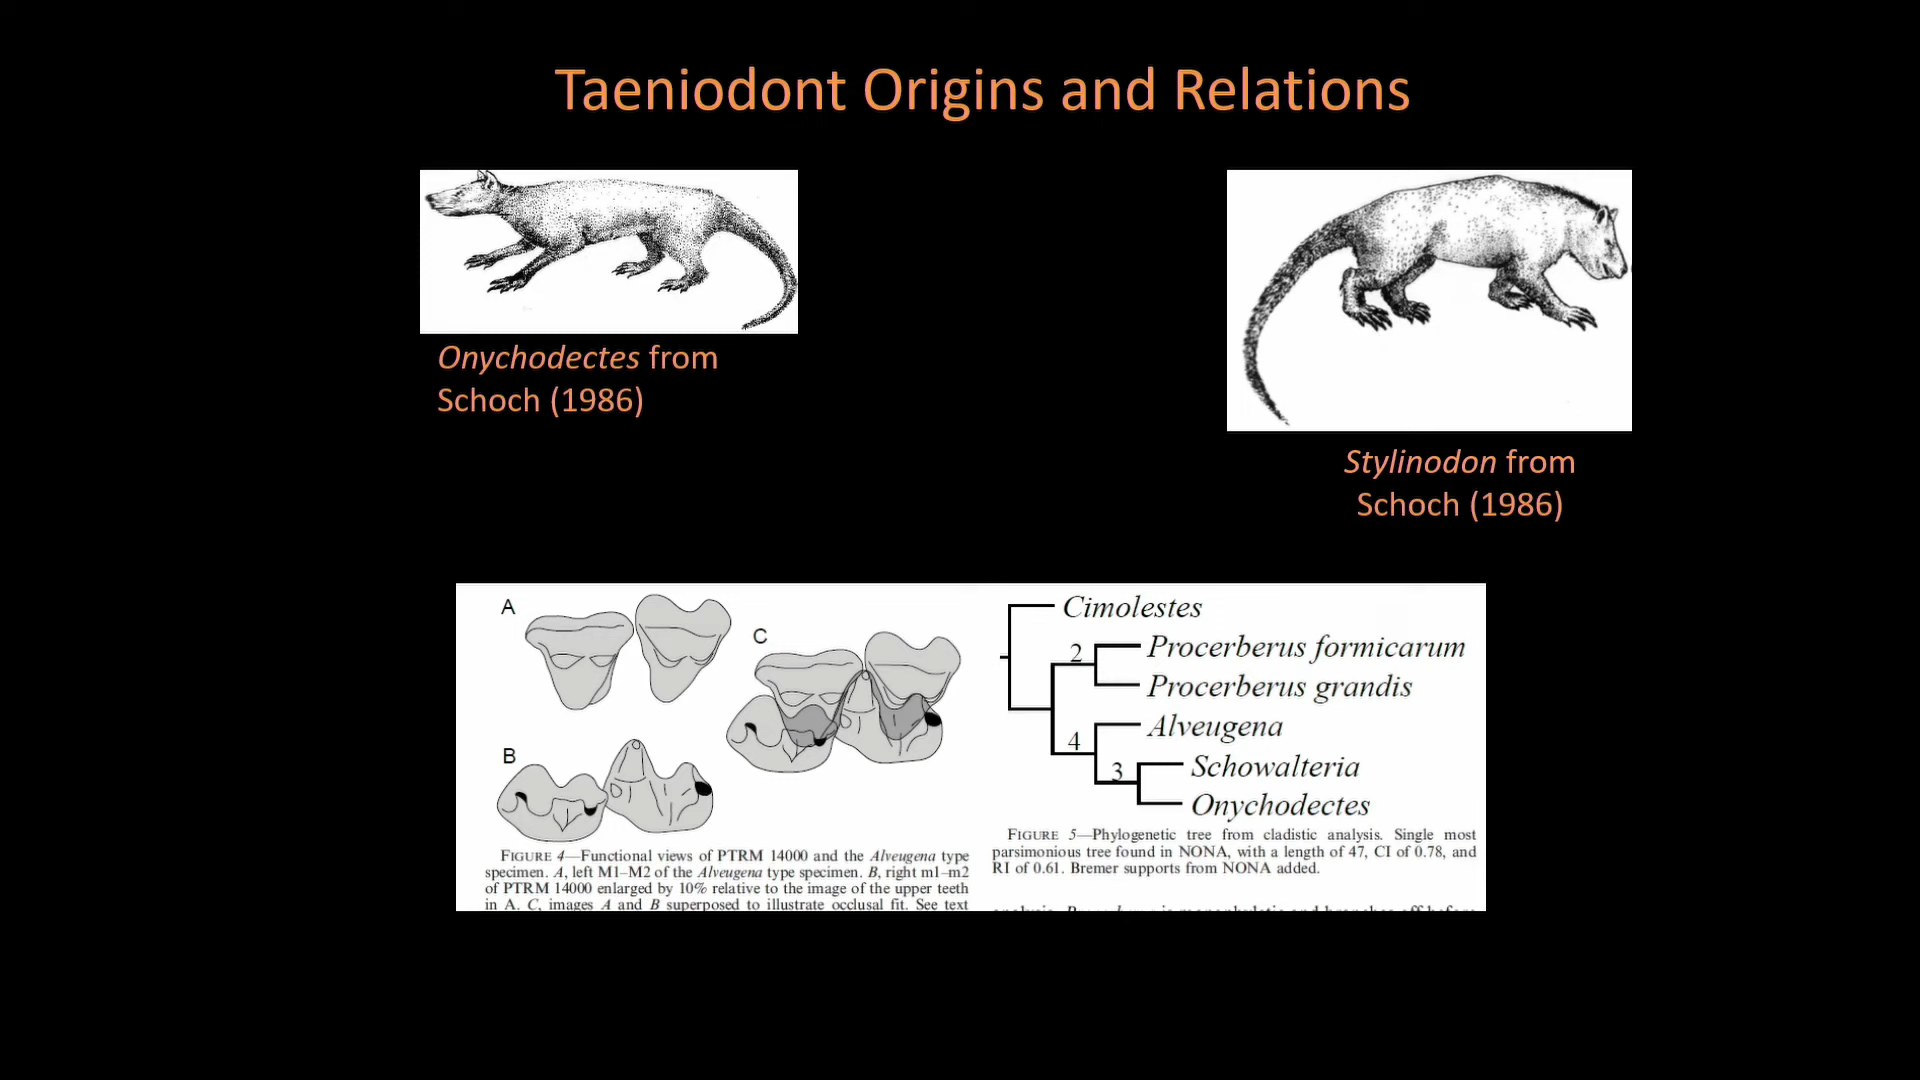 Taeniodont Origins and Relations
Onychodectes from
Schoch (1986)
Stylinodon from
Schoch (1986)
A
B
C
FIGURE 4—Functional views of PTRM 14000 and the Alveugena type
specimen. A, left M1–M2 of the Alveugena type specimen. B, right m1–m2
of PTRM 14000 enlarged by 10% relative to the image of the upper teeth
in A. C, images A and B superposed to illustrate occlusal fit. See text
Cimolestes
2
Procerberus formicarum
Procerberus grandis
Alveugena
4
Schowalteria
3
Onychodectes
FIGURE 5—Phylogenetic tree from cladistic analysis. Single most
parsimonious tree found in NONA, with a length of 47, CI of 0.78, and
RI of 0.61. Bremer supports from NONA added.